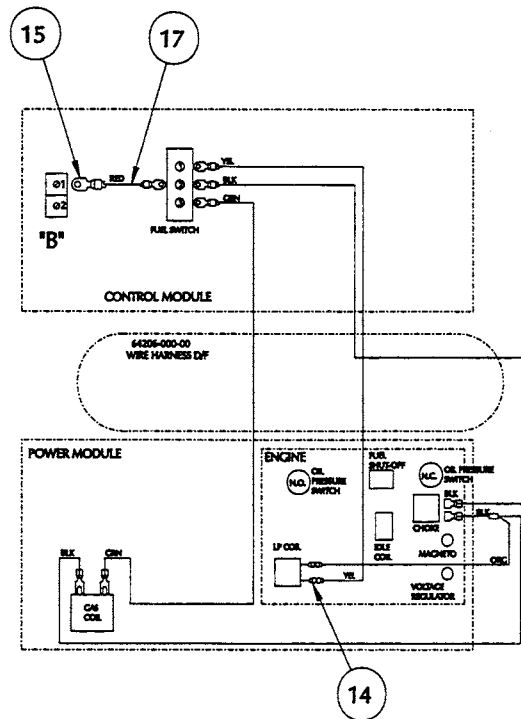 15
17
1
2
"B"
RED
1
2
3
YEL
BLK
GRN
FUEL SWITCH
CONTROL MODULE
64206-000-00
WIRE HARNESS D/F
POWER MODULE
ENGINE
N.O.
OIL
PRESSURE
SWITCH
FUEL
SHUT-OFF
N.C.
OIL PRESSURE
SWITCH
BLK
BLK
CHOKE
IDLE
COIL
MAGNETO
ORG
VOLTAGE
REGULATOR
LP COIL
YEL
BLK
GRN
GAS
COIL
14